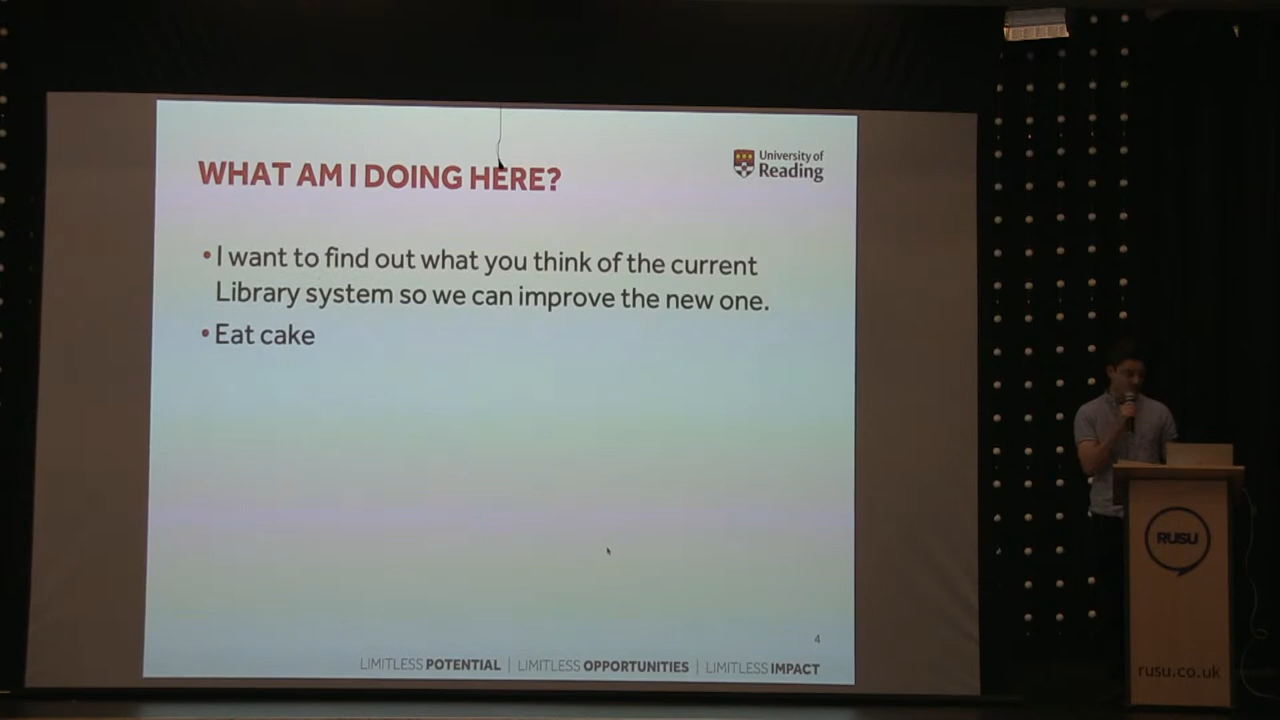 WHAT AM I DOING HERE?
University of
Reading
• I want to find out what you think of the current
Library system so we can improve the new one.
• Eat cake
4
LIMITLESS POTENTIAL | LIMITLESS OPPORTUNITIES | LIMITLESS IMPACT
RUSU
rusu.co.uk